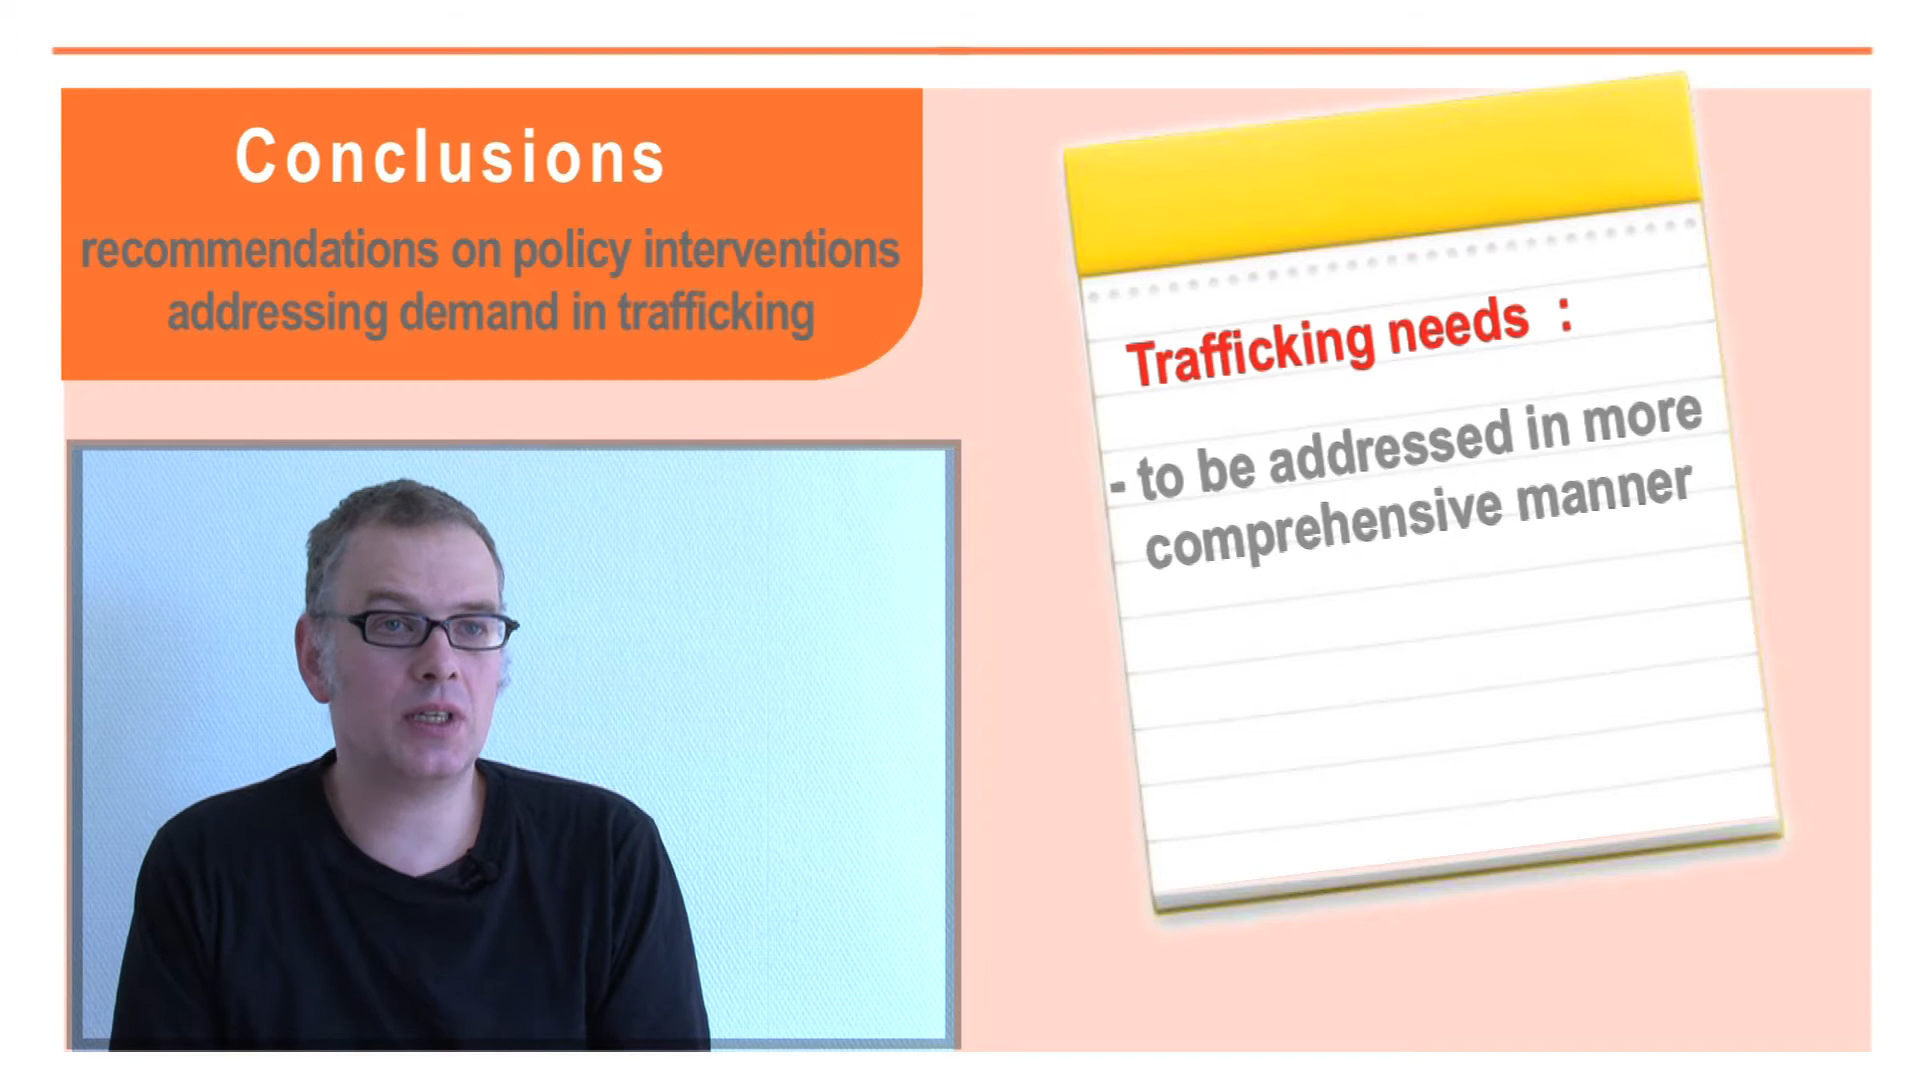 Conclusions
recommendations on policy interventions
addressing demand in trafficking
Trafficking needs :
- to be addressed in more
comprehensive manner